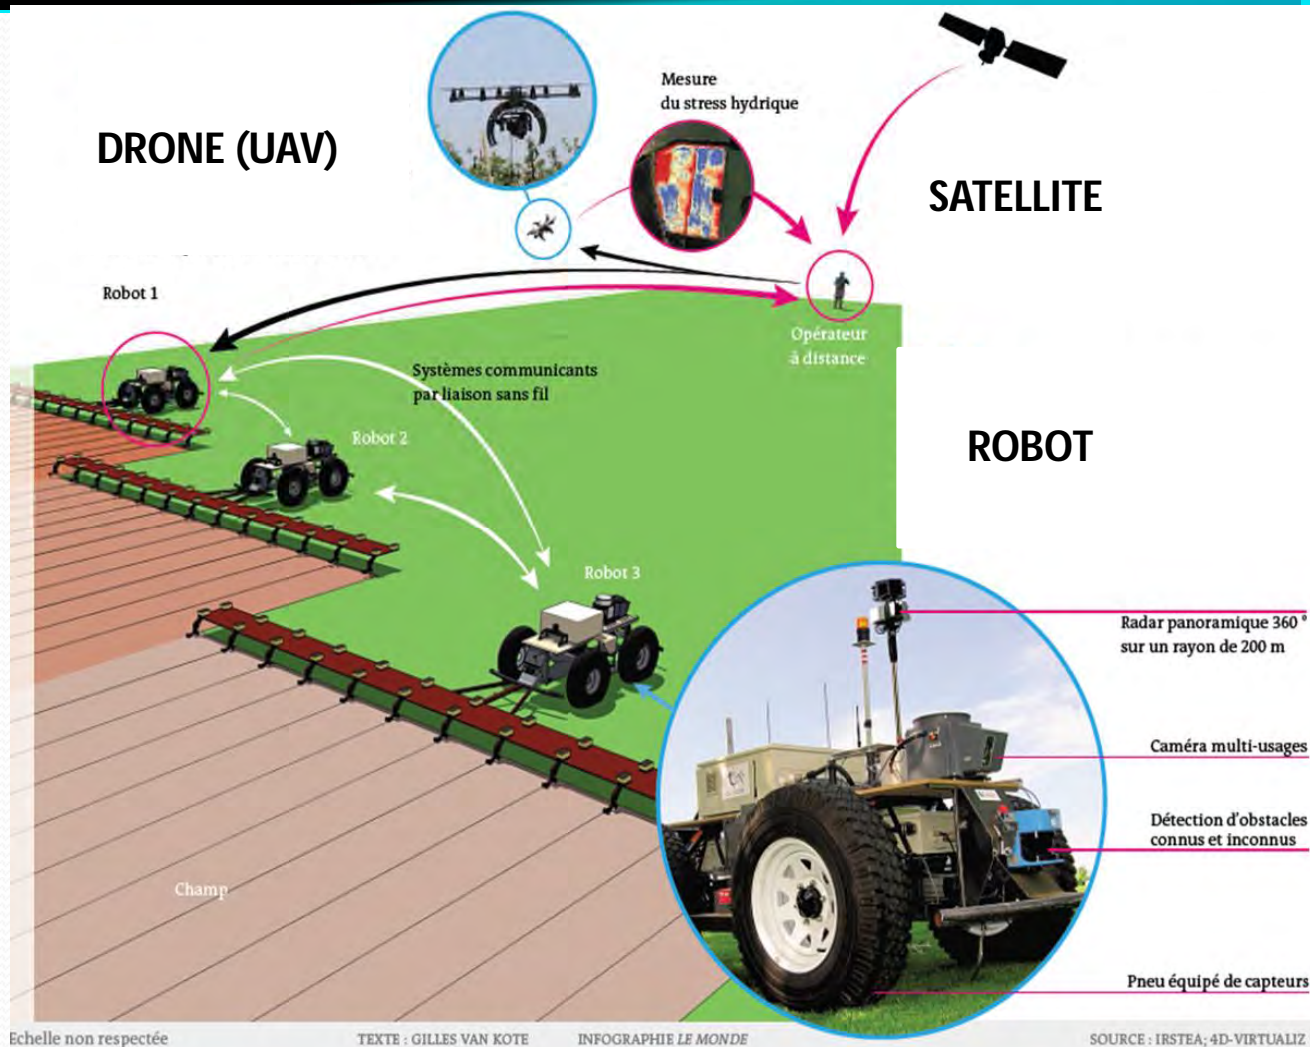 Mesure
du stress hydrique
DRONE (UAV)
SATELLITE
Robot 1
Opérateur
à distance
Systèmes communicants
par liaison sans fil
Robot 2
ROBOT
Robot 3
Radar panoramique 360 °
sur un rayon de 200 m
Caméra multi-usages
Détection d'obstacles
connus et inconnus
Champ
Pneu équipé de capteurs
Echelle non respectée
TEXTE : GILLES VAN KOTE
INFOGRAPHIE LE MONDE
SOURCE : IRSTEA; 4D-VIRTUALIZ